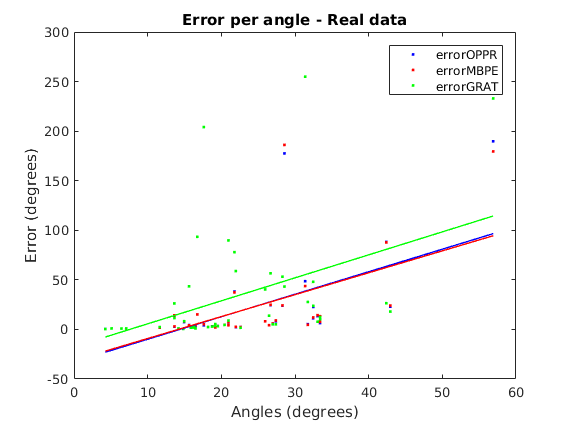 Error per angle - Real data
300
250
200
150
100
50
0
-50
Error (degrees)
errorOPPR
errorMBPE
errorGRAT
0 10 20 30 40 50 60
Angles (degrees)